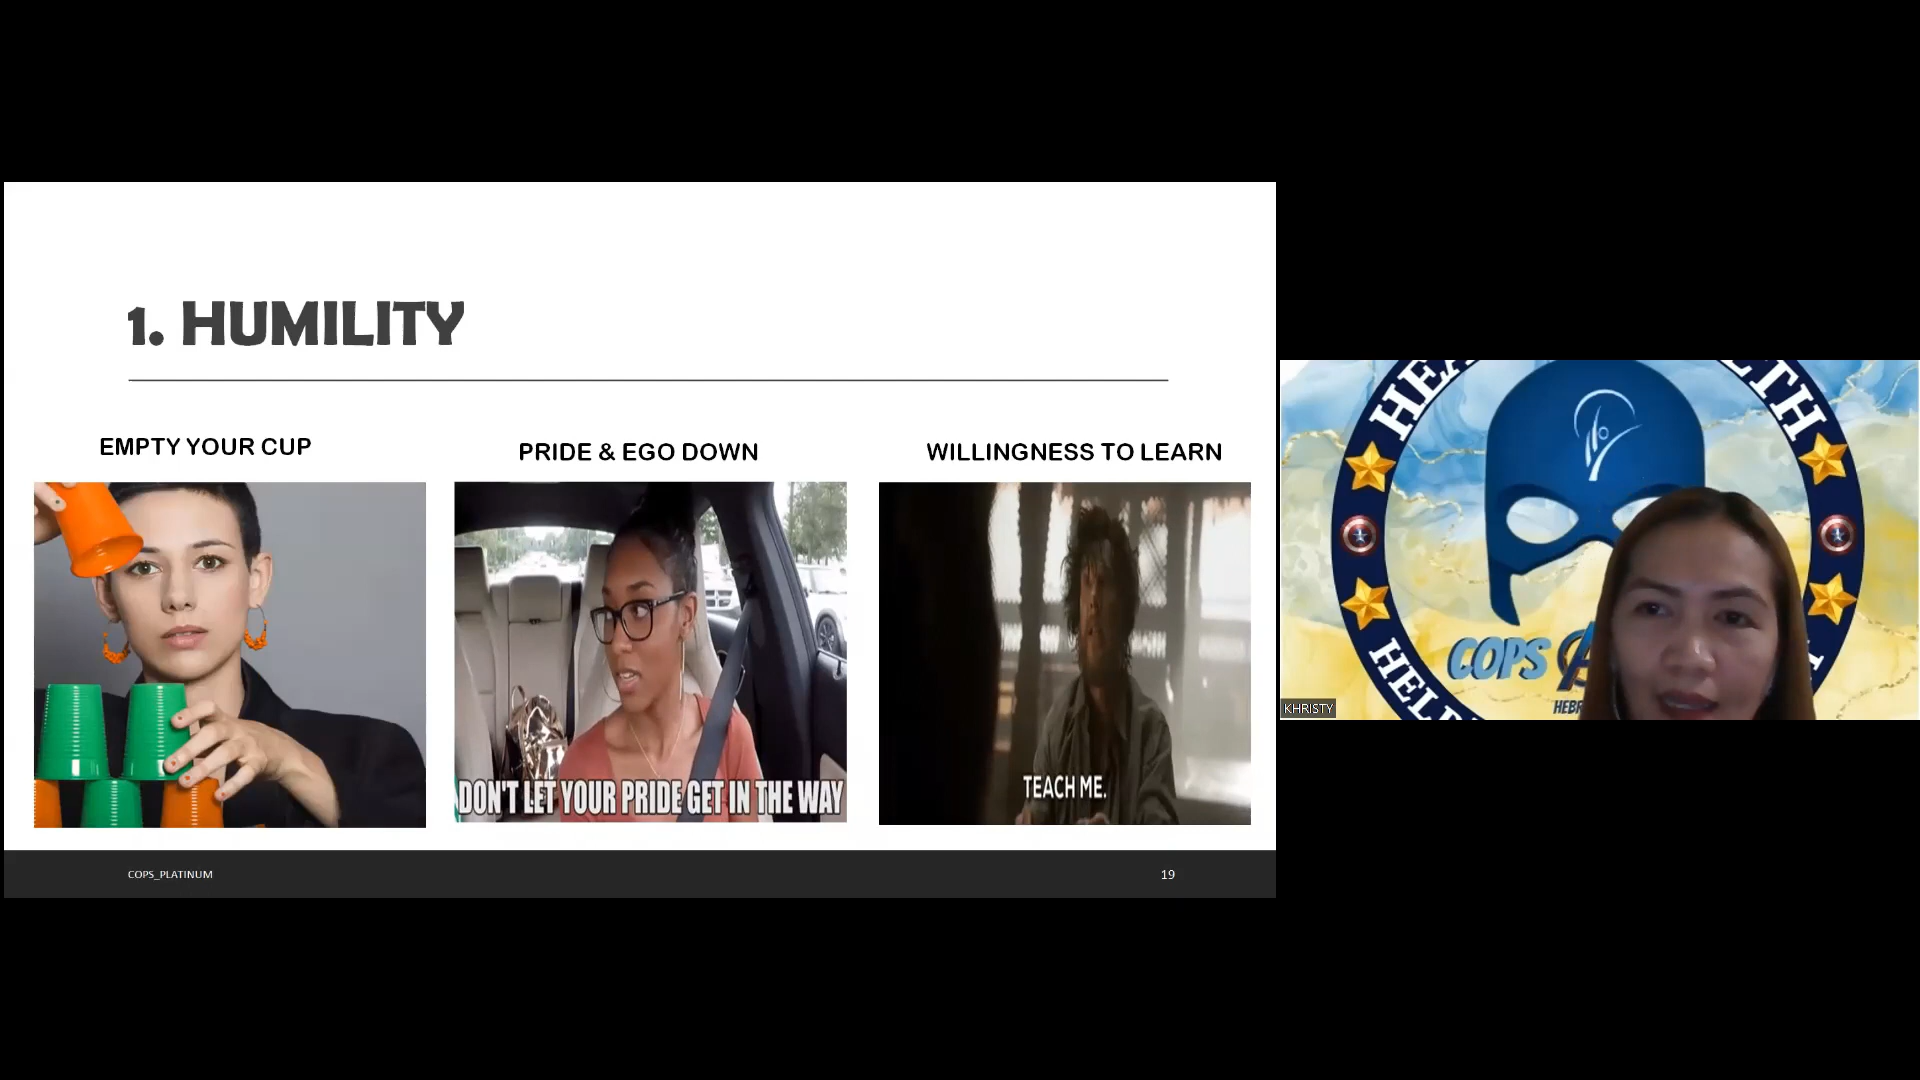 1. HUMILITY
EMPTY YOUR CUP
PRIDE & EGO DOWN
WILLINGNESS TO LEARN
DON'T LET YOUR PRIDE GET IN THE WAY
TEACH ME.
COPS_PLATINUM
19
COPS
KHRISTY